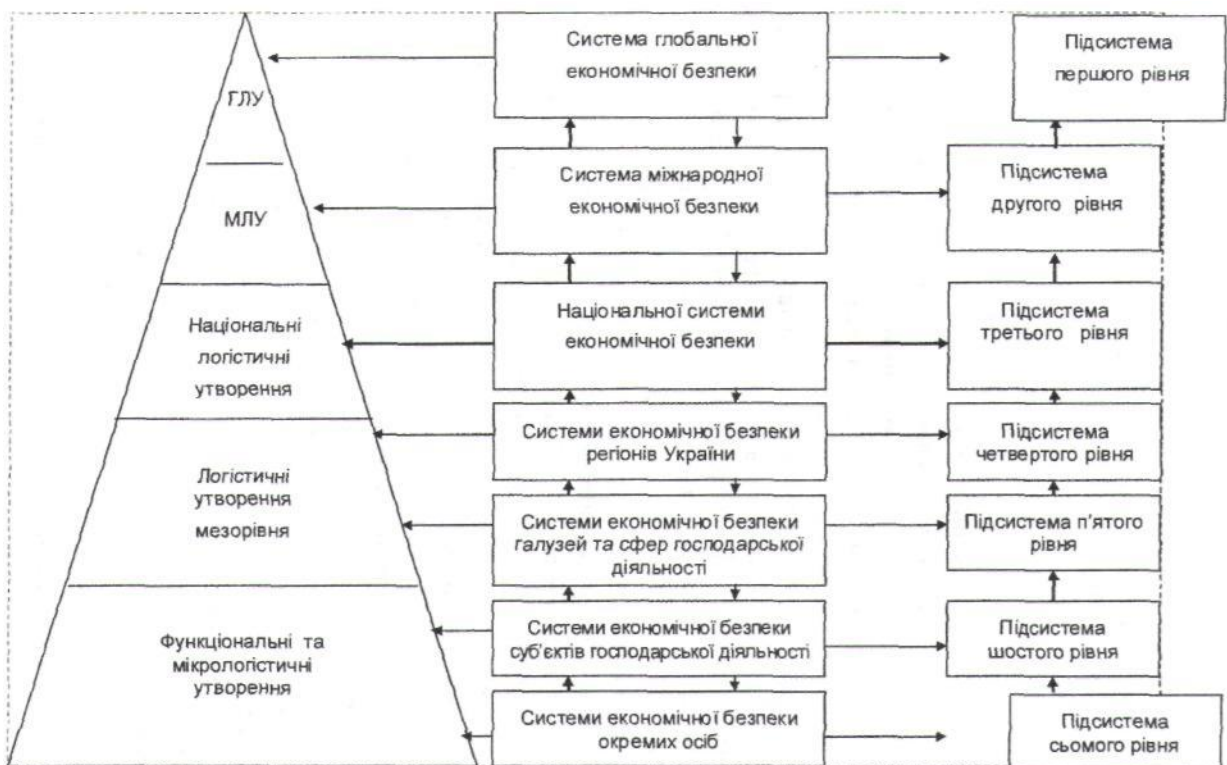 ГЛУ
МЛУ
Національні
логістичні
утворення
Логістичні
утворення
мезорівня
Функціональні та
мікрологістичні
утворення
Система глобальної
економічної безпеки
Система міжнародної
економічної безпеки
Національної системи
економічної безпеки
Системи економічної безпеки
регіонів України
Системи економічної безпеки
галузей та сфер господарської
діяльності
Системи економічної безпеки
суб'єктів господарської діяльності
Системи економічної безпеки
окремих осіб
Підсистема
першого рівня
Підсистема
другого рівня
Підсистема
третього рівня
Підсистема
четвертого рівня
Підсистема п'ятого
рівня
Підсистема
шостого рівня
Підсистема
сьомого рівня